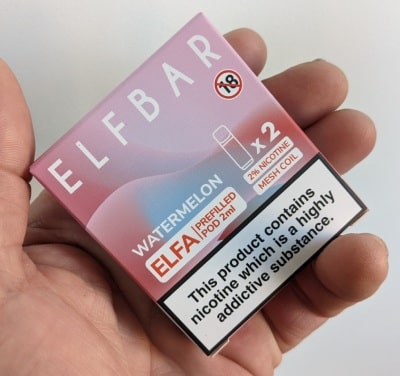 ELFBAR
18
x 2
2% NICOTINE
MESH COIL
WATERMELON
ELFA
PREFILLED
POD 2ml
This product contains
nicotine which is a highly
addictive substance.